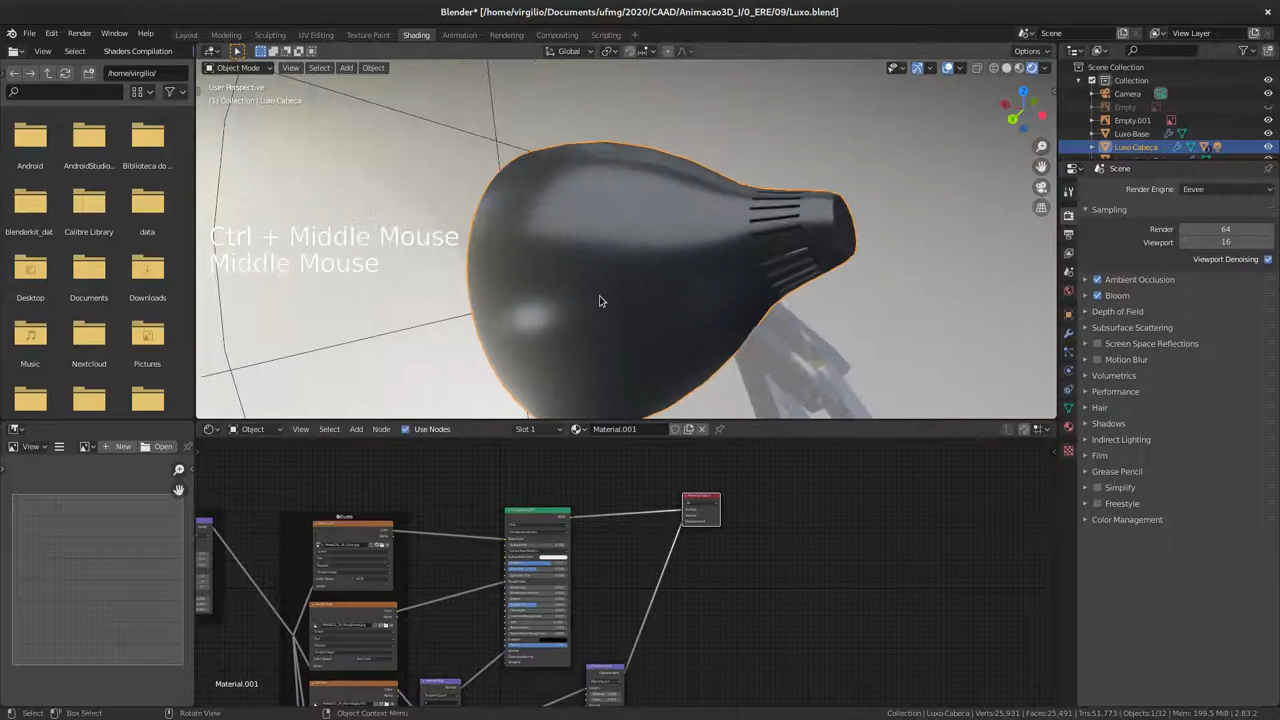 Blender* [/home/virgilio/Documents/ufmg/2020/CAAD/Animacao3D_I/0_ERE/09/Luxo.blend]
File Edit Render Window Help Layout Modeling Sculpting UV Editing Texture Paint Shading Animation Rendering Compositing Scripting + Scene View Layer
View Select Shaders Compilation Global Options
/home/virgilio/ Object Mode View Select Add Object
User Perspective
(1) Collection | Luxo-Cabeca
Ctrl + Middle Mouse
Middle Mouse
Android AndroidStudio... Biblioteca do ...
blenderkit_dat Calibre Library data
Desktop Documents Downloads
Music Nextcloud Pictures
Scene Collection
Collection
Camera
Empty
Empty.001
Luxo-Base
Luxo-Cabeca
Scene
Render Engine Eevee
Sampling
Render 64
Viewport 16
Viewport Denoising
Ambient Occlusion
Bloom
Depth of Field
Subsurface Scattering
Screen Space Reflections
Motion Blur
Volumetrics
Performance
Hair
Shadows
Indirect Lighting
Film
Grease Pencil
Simplify
Freestyle
Color Management
View New Open
Object View Select Add Node Use Nodes Slot 1 Material.001
Material.001
Select Box Select Rotate View Object Context Menu Collection | Luxo-Cabeca | Verts:25,931 | Faces:25,491 | Tris:51,773 | Objects:1/32 | Mem: 199.5 MiB | 2.83.2